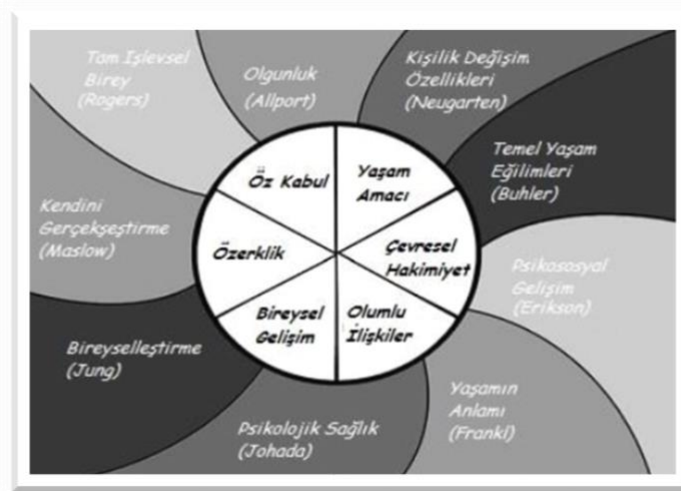 Tam İşlevsel
Birey
(Rogers)
Olgunluk
(Allport)
Kişilik Değişim
Özellikleri
(Neugarten)
Temel Yaşam
Eğilimleri
(Buhler)
Psikososyal
Gelişim
(Erikson)
Yaşamın
Anlamı
(Frankl)
Psikolojik Sağlık
(Johada)
Bireyselleştirme
(Jung)
Kendini
Gerçekşeştirme
(Maslow)
Öz Kabul
Yaşam
Amacı
Çevresel
Hakimiyet
Olumlu
İlişkiler
Bireysel
Gelişim
Özerklik